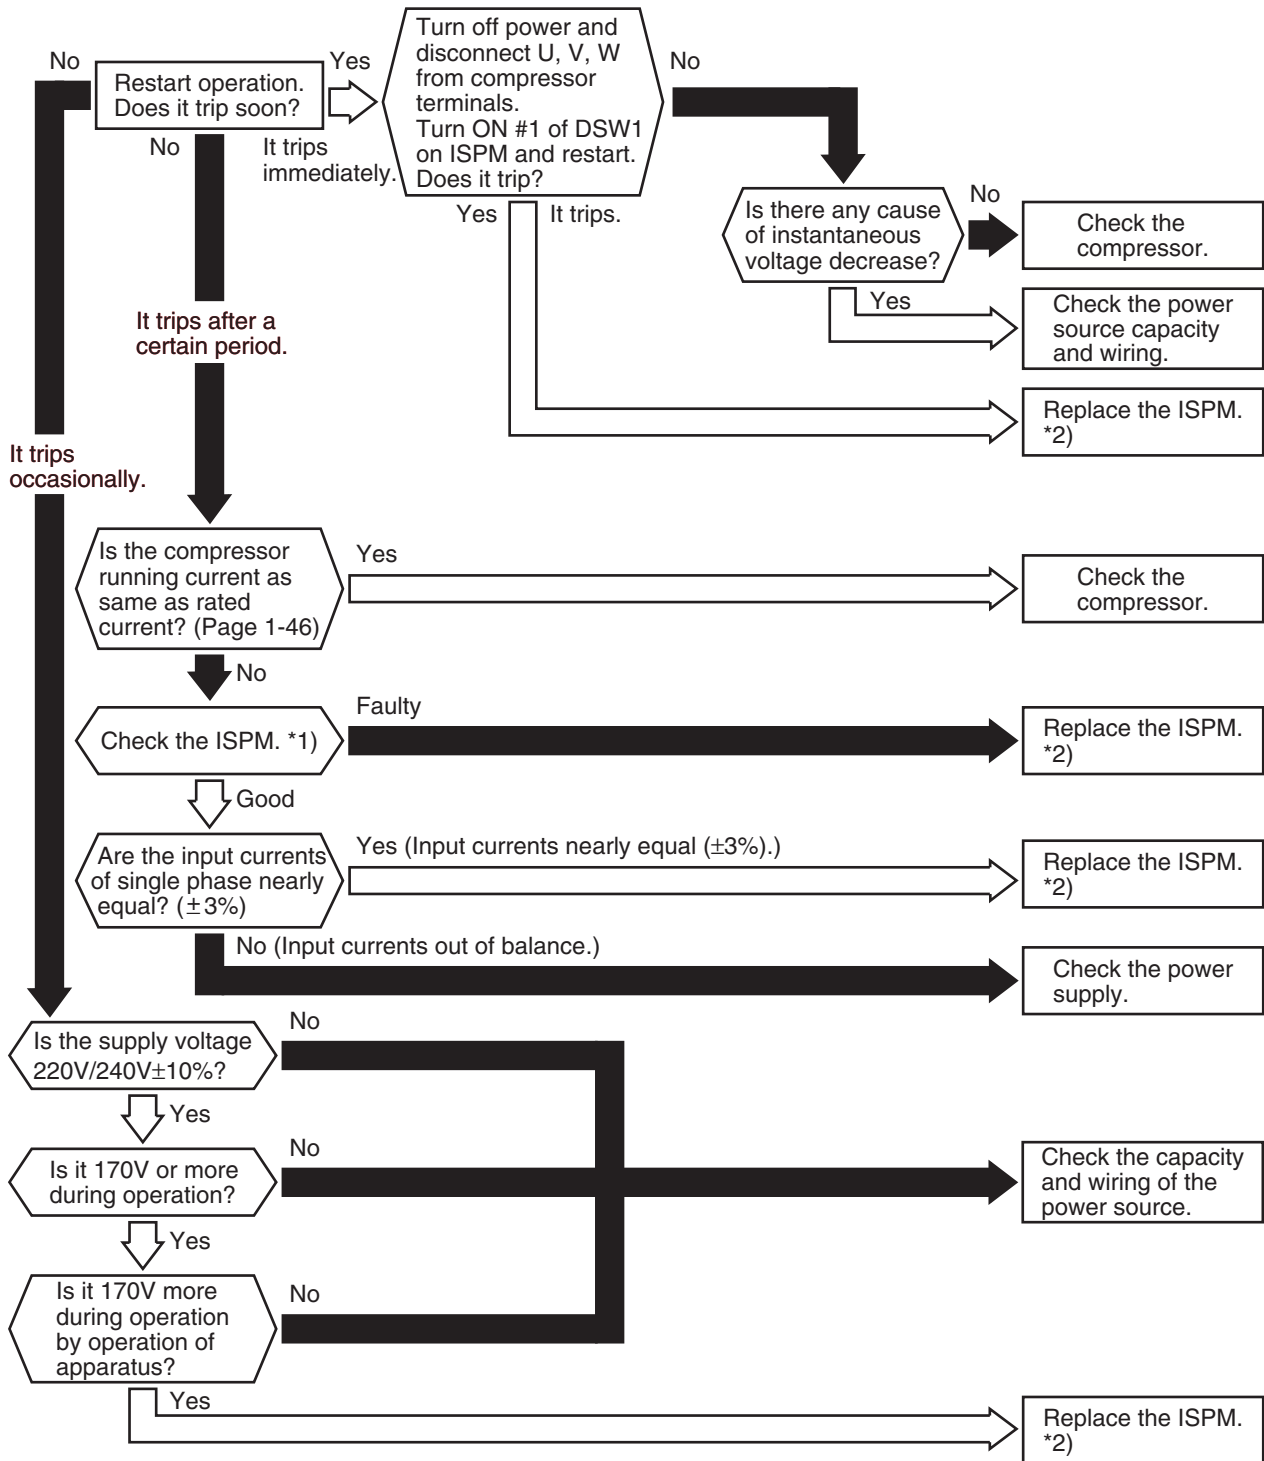 No
Restart operation.
Does it trip soon?
Yes
Turn off power and
disconnect U, V, W
from compressor
terminals.
Turn ON #1 of DSW1
on ISPM and restart.
Does it trip?
No
No
It trips
immediately.
Yes
It trips.
Is there any cause
of instantaneous
voltage decrease?
No
Check the
compressor.
Yes
Check the power
source capacity
and wiring.
Replace the ISPM.
*2)
It trips after a
certain period.
It trips
occasionally.
Is the compressor
running current as
same as rated
current? (Page 1-46)
Yes
Check the
compressor.
No
Check the ISPM. *1)
Faulty
Replace the ISPM.
*2)
Good
Are the input currents
of single phase nearly
equal? (±3%)
Yes (Input currents nearly equal (±3%).)
Replace the ISPM.
*2)
No (Input currents out of balance.)
Check the power
supply.
Is the supply voltage
220V/240V±10%?
No
Yes
Is it 170V or more
during operation?
No
Check the capacity
and wiring of the
power source.
Yes
Is it 170V more
during operation
by operation of
apparatus?
No
Yes
Replace the ISPM.
*2)